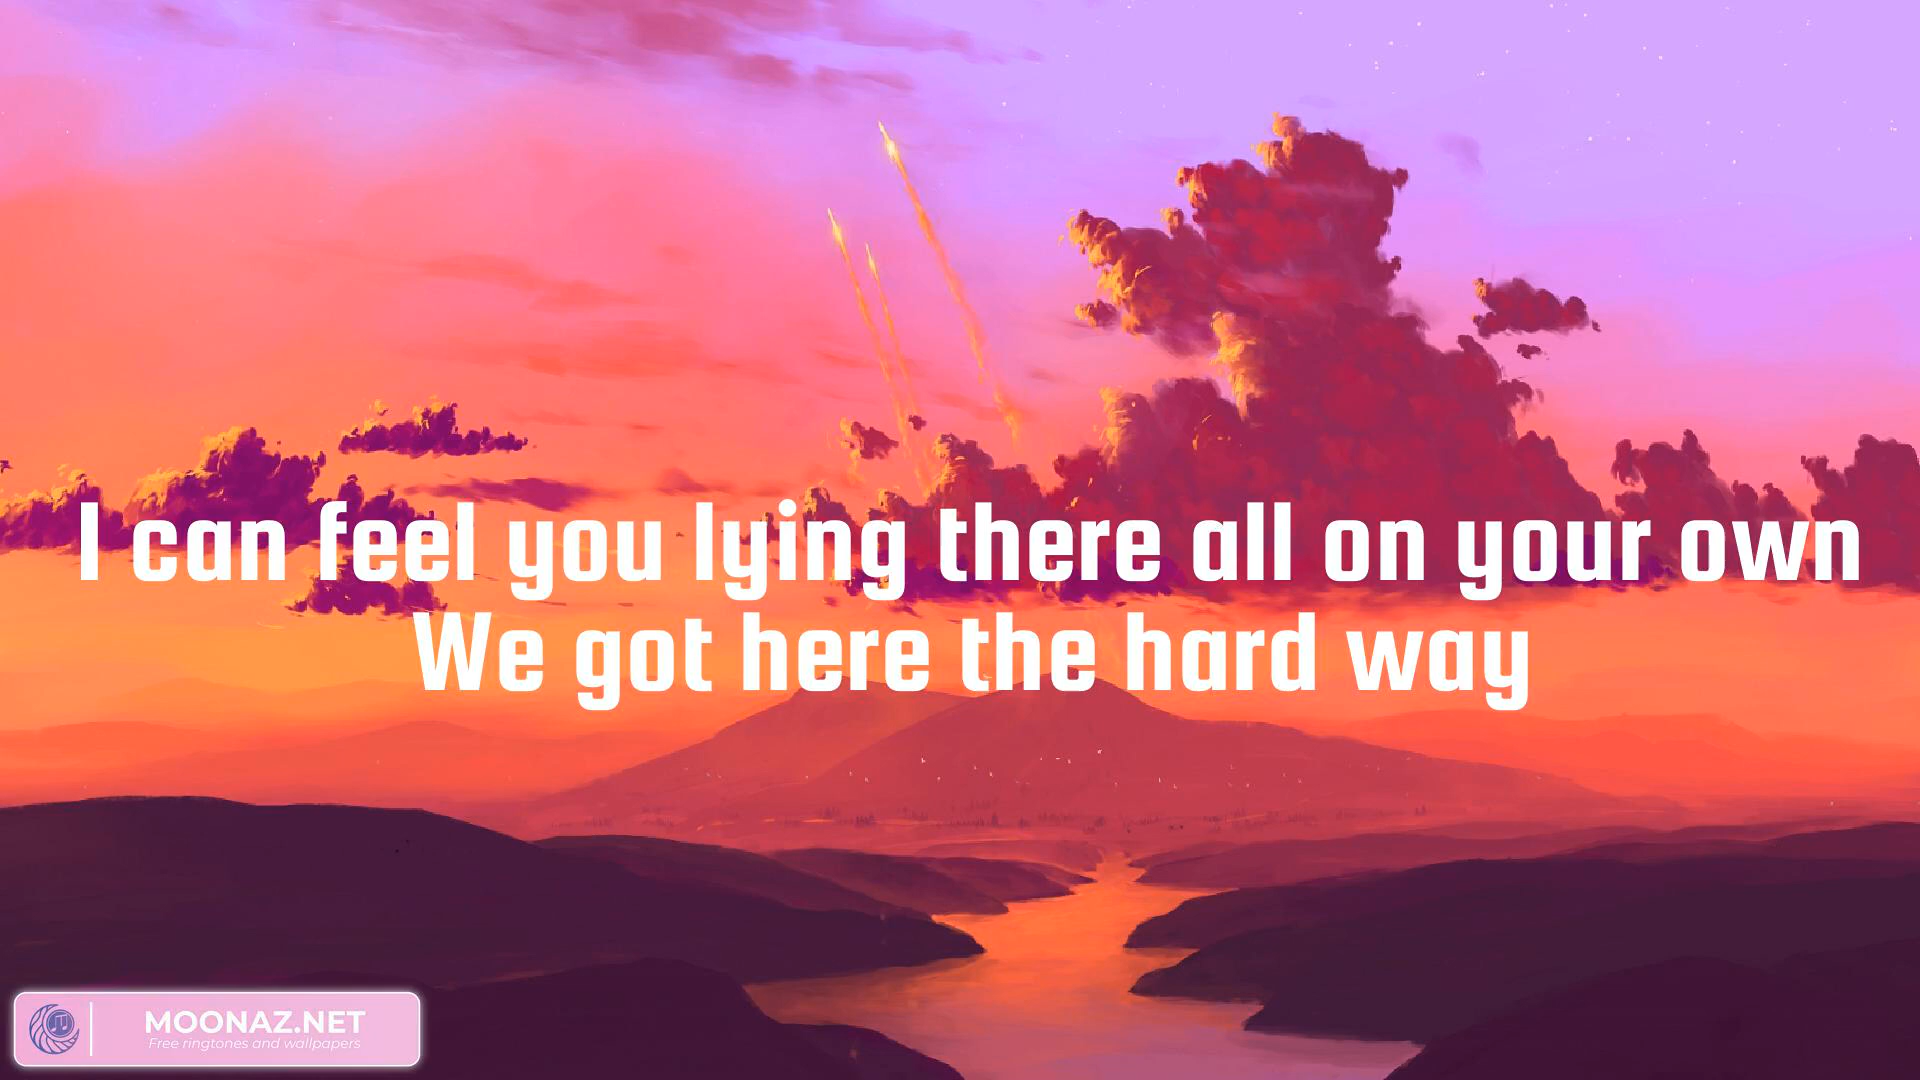 I can feel you lying there all on your own
We got here the hard way
MOONAZ.NET
Free ringtones and wallpapers